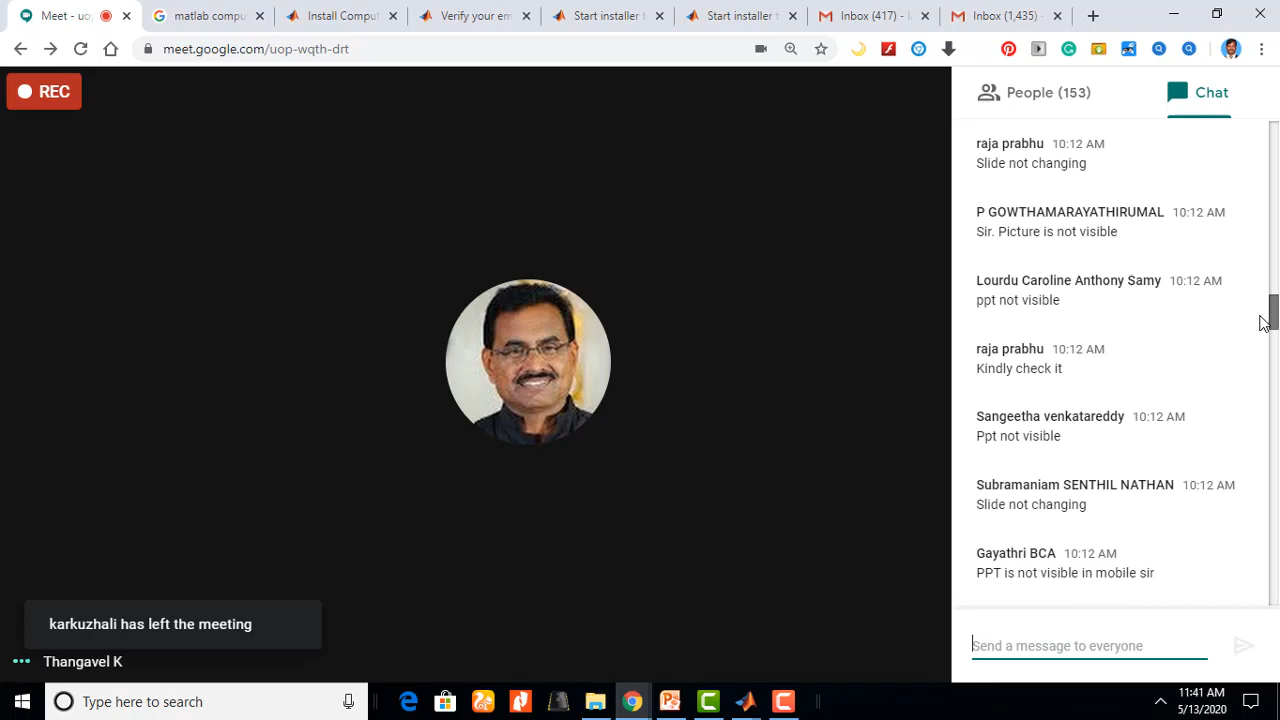 Meet - uo
matlab compu
Install Compu
Verify your em
Start installer t
Start installer t
Inbox (417) - l
Inbox (1,435) -
meet.google.com/uop-wqth-drt
REC
People (153)
Chat
raja prabhu 10:12 AM
Slide not changing
P GOWTHAMARAYATHIRUMAL 10:12 AM
Sir. Picture is not visible
Lourdu Caroline Anthony Samy 10:12 AM
ppt not visible
raja prabhu 10:12 AM
Kindly check it
Sangeetha venkatareddy 10:12 AM
Ppt not visible
Subramaniam SENTHIL NATHAN 10:12 AM
Slide not changing
Gayathri BCA 10:12 AM
PPT is not visible in mobile sir
karkuzhali has left the meeting
Thangavel K
Send a message to everyone
Type here to search
11:41 AM
5/13/2020